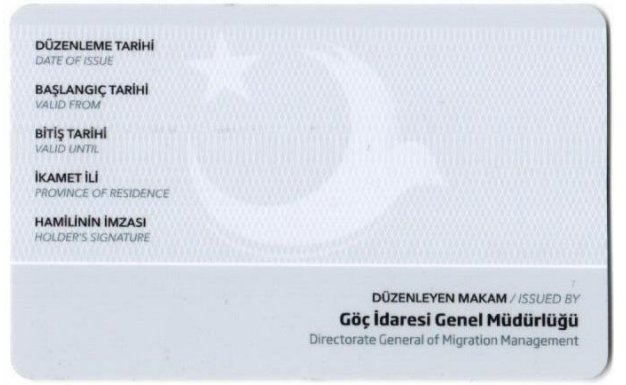 DÜZENLEME TARİHİ
DATE OF ISSUE
BAŞLANGIÇ TARİHİ
VALID FROM
BİTİŞ TARİHİ
VALID UNTIL
İKAMET İLİ
PROVINCE OF RESIDENCE
HAMİLİNİN İMZASI
HOLDER'S SIGNATURE
DÜZENLEYEN MAKAM / ISSUED BY
Göç İdaresi Genel Müdürlüğü
Directorate General of Migration Management